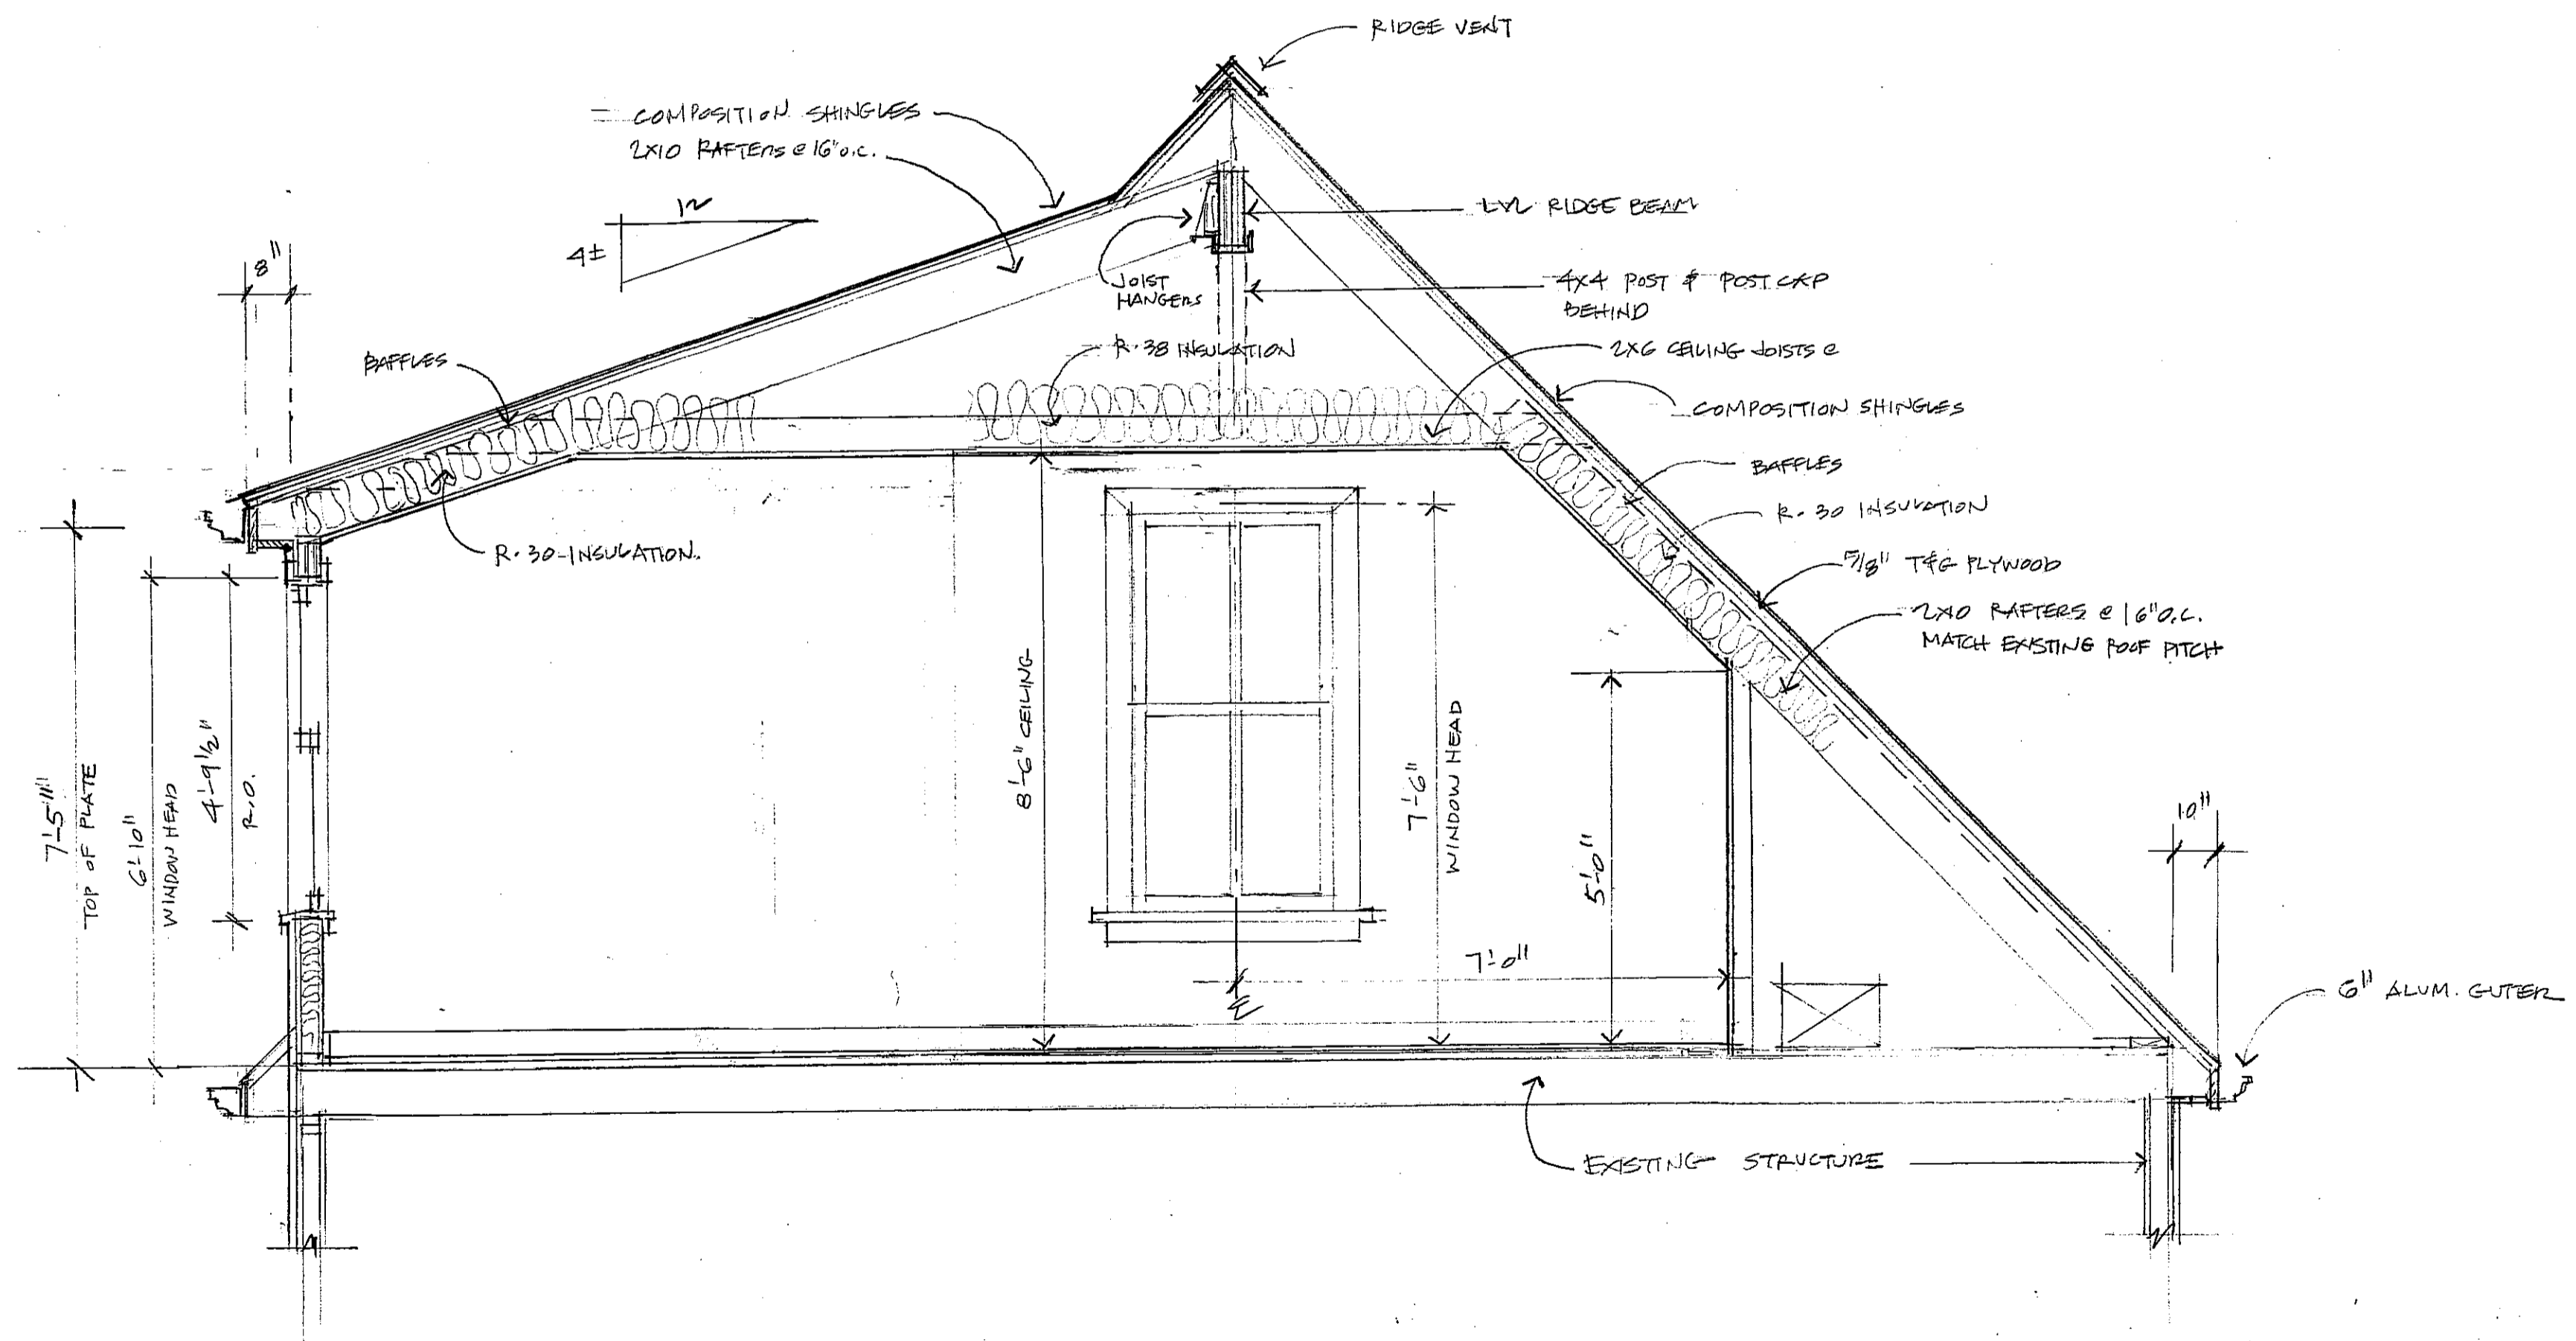 RIDGE VENT
COMPOSITION SHINGLES
2X10 RAFTERS @ 16" O.C.
12
4±
8"
LVL RIDGE BEAM
JOIST
HANGERS
4X4 POST & POST CAP
BEHIND
BAFFLES
R-38 INSULATION
2X6 CEILING JOISTS @
COMPOSITION SHINGLES
BAFFLES
R-30 INSULATION
R-30 INSULATION.
5/8" T&G PLYWOOD
2X10 RAFTERS @ 16" O.C.
MATCH EXISTING ROOF PITCH
7'-5"
TOP OF PLATE
6'-10"
WINDOW HEAD
4'-9 1/2"
R.O.
8'-6" CEILING
7'-6"
WINDOW HEAD
5'-0"
7'-0"
10"
6" ALUM. GUTER
EXISTING STRUCTURE